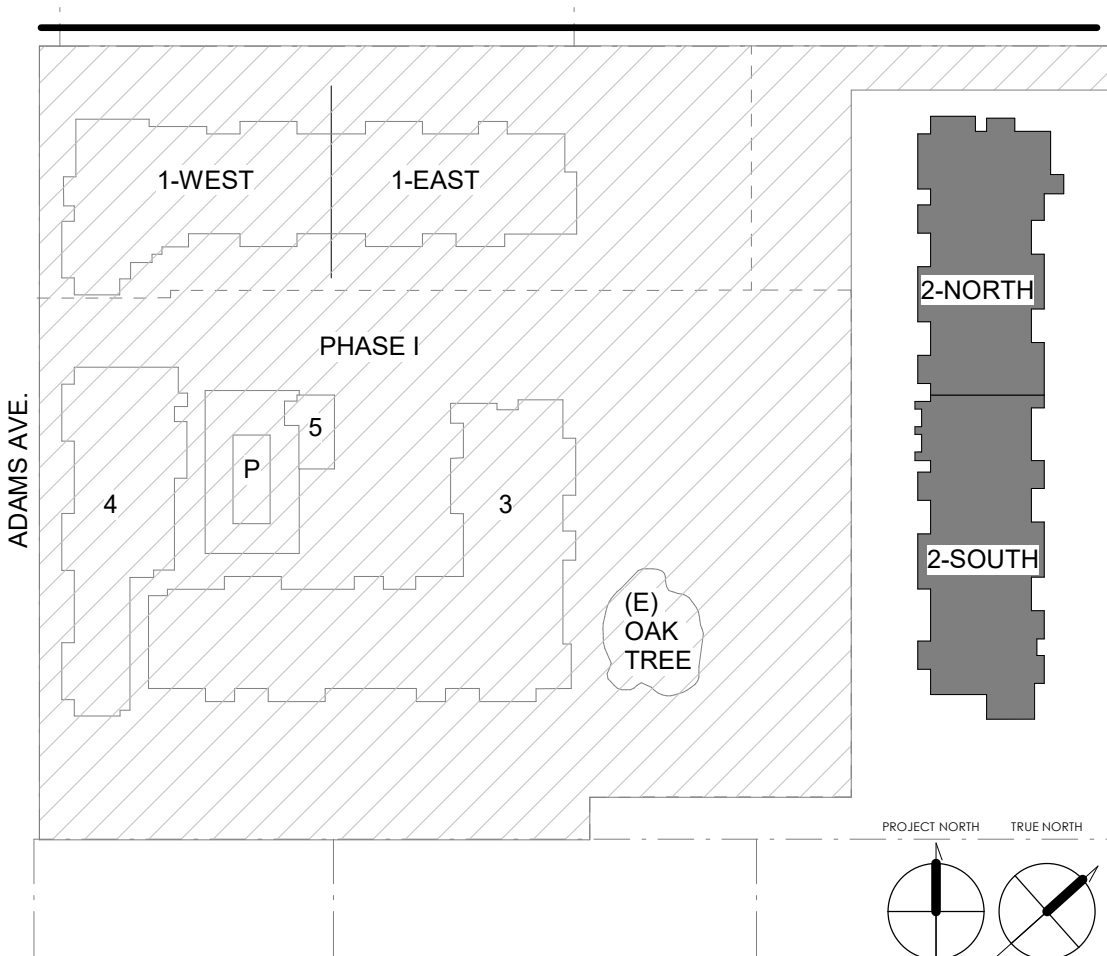 1-WEST
1-EAST
2-NORTH
PHASE I
ADAMS AVE.
5
P
4
3
2-SOUTH
(E)
OAK
TREE
PROJECT NORTH
TRUE NORTH